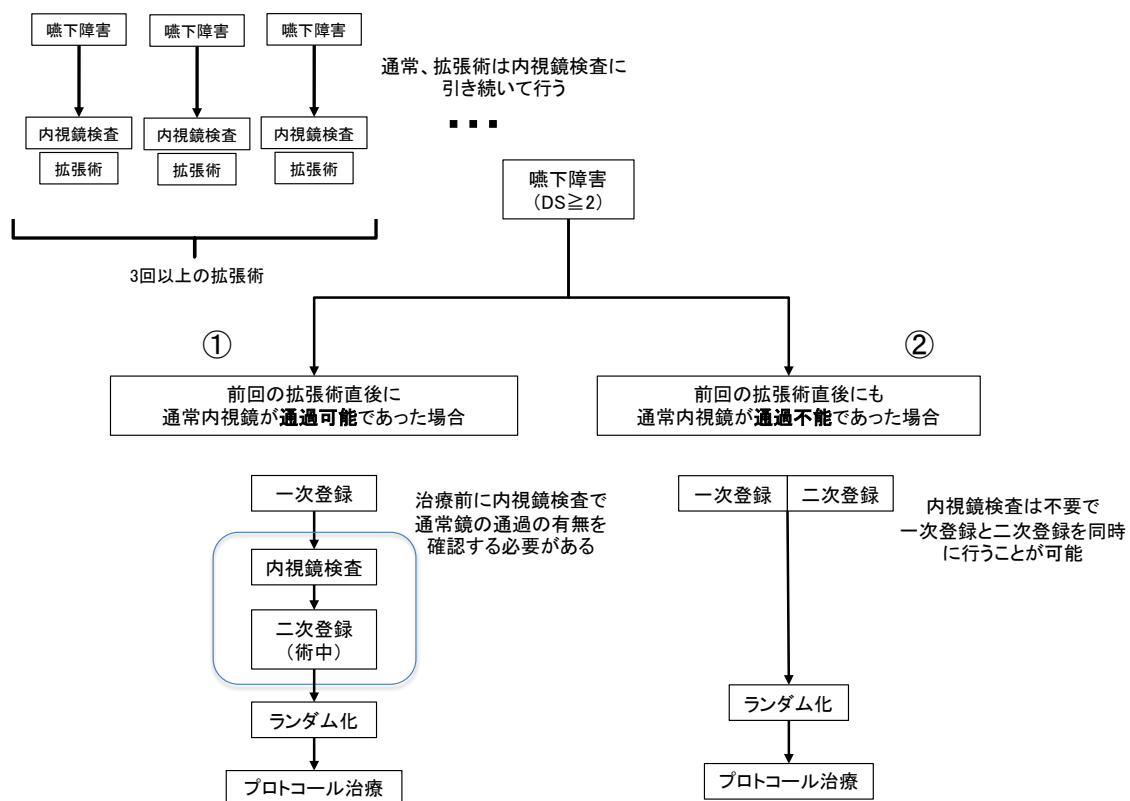 嚥下障害
嚥下障害
嚥下障害
通常、拡張術は内視鏡検査に
引き続いて行う
内視鏡検査
内視鏡検査
内視鏡検査
拡張術
拡張術
拡張術
・・・
嚥下障害
（DS≧2）
3回以上の拡張術
①
②
前回の拡張術直後に
通常内視鏡が通過可能であった場合
前回の拡張術直後にも
通常内視鏡が通過不能であった場合
一次登録
治療前に内視鏡検査で
通常鏡の通過の有無を
確認する必要がある
内視鏡検査
二次登録
（術中）
ランダム化
プロトコール治療
一次登録
二次登録
内視鏡検査は不要で
一次登録と二次登録を同時
に行うことが可能
ランダム化
プロトコール治療